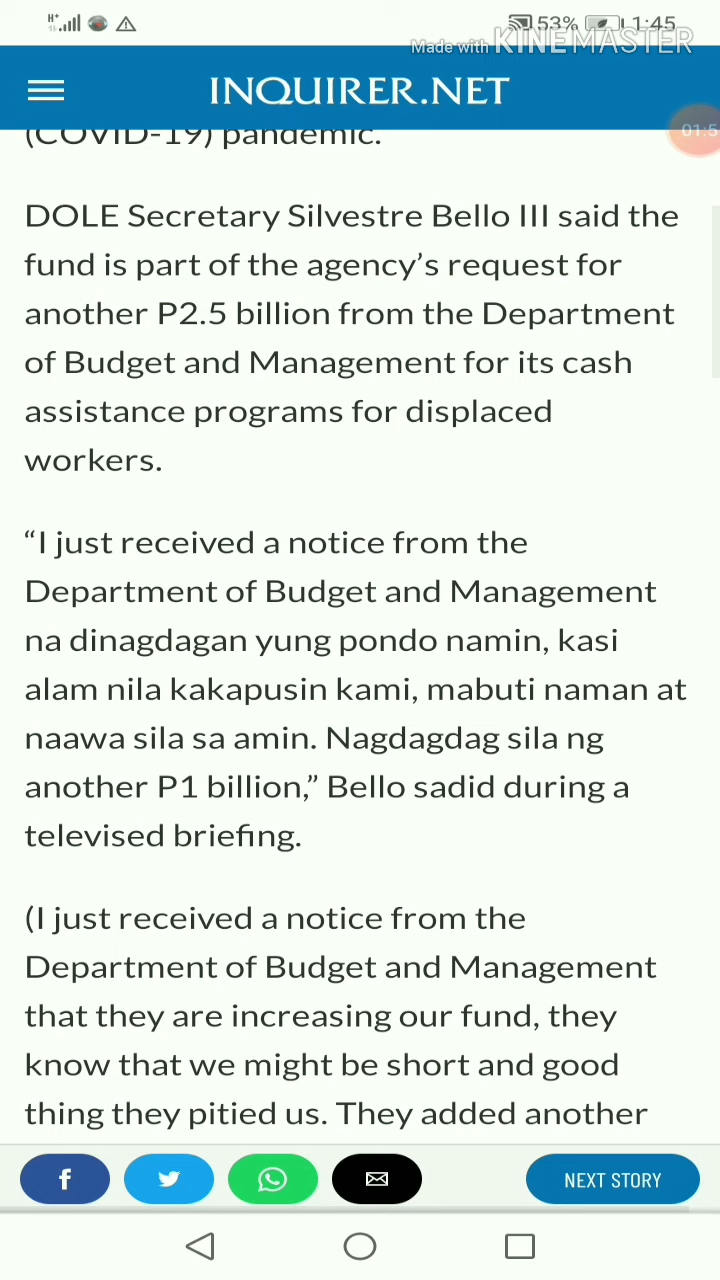 H+
53%
1:45
Made with KINEMASTER
INQUIRER.NET
01:5
(COVID-19) pandemic.
DOLE Secretary Silvestre Bello III said the
fund is part of the agency’s request for
another P2.5 billion from the Department
of Budget and Management for its cash
assistance programs for displaced
workers.
“I just received a notice from the
Department of Budget and Management
na dinagdagan yung pondo namin, kasi
alam nila kakapusin kami, mabuti naman at
naawa sila sa amin. Nagdagdag sila ng
another P1 billion,” Bello sadid during a
televised briefing.
(I just received a notice from the
Department of Budget and Management
that they are increasing our fund, they
know that we might be short and good
thing they pitied us. They added another
f
NEXT STORY